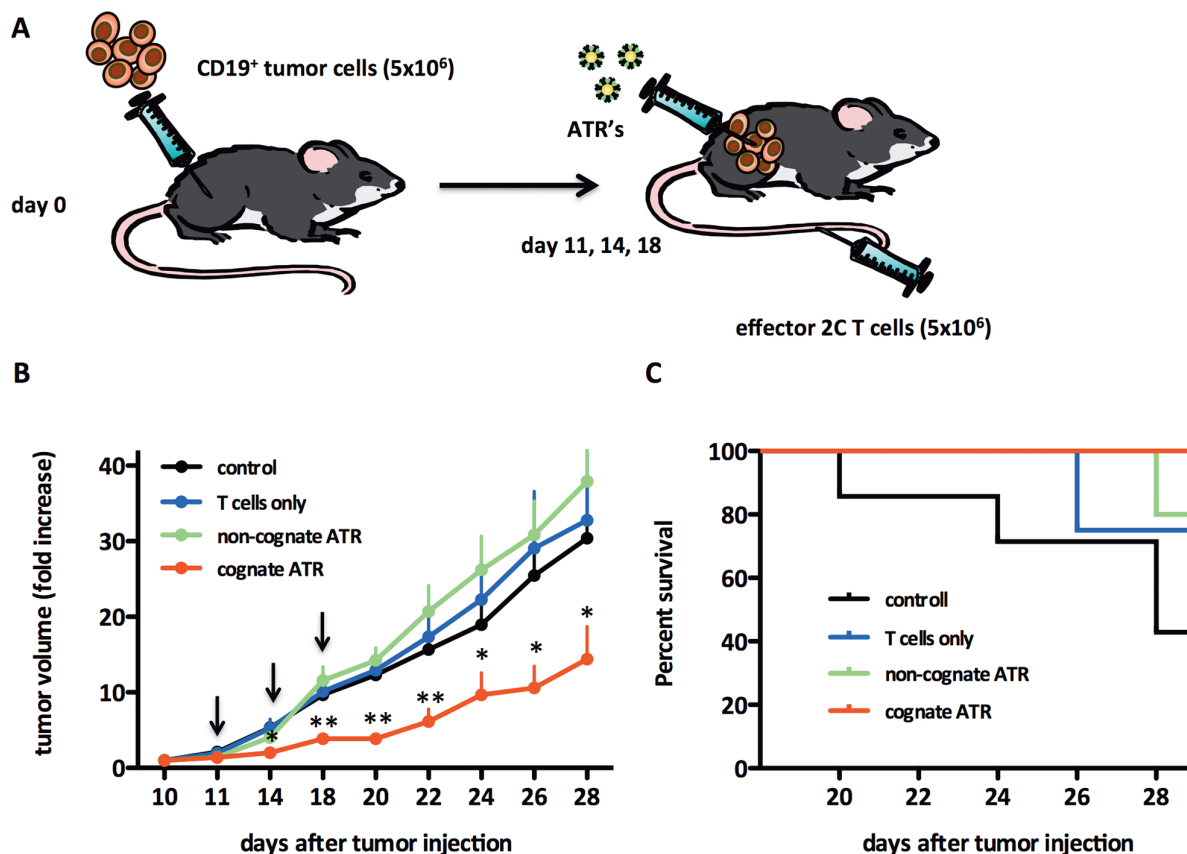 A
CD19⁺ tumor cells (5x10⁶)
ATR's
day 0
day 11, 14, 18
effector 2C T cells (5x10⁶)
B
tumor volume (fold increase)
40
30
20
10
0
control
T cells only
non-cognate ATR
cognate ATR
*
**
**
**
*
*
*
10 11 14 18 20 22 24 26 28
days after tumor injection
C
Percent survival
100
80
60
40
20
0
controll
T cells only
non-cognate ATR
cognate ATR
20 22 24 26 28
days after tumor injection